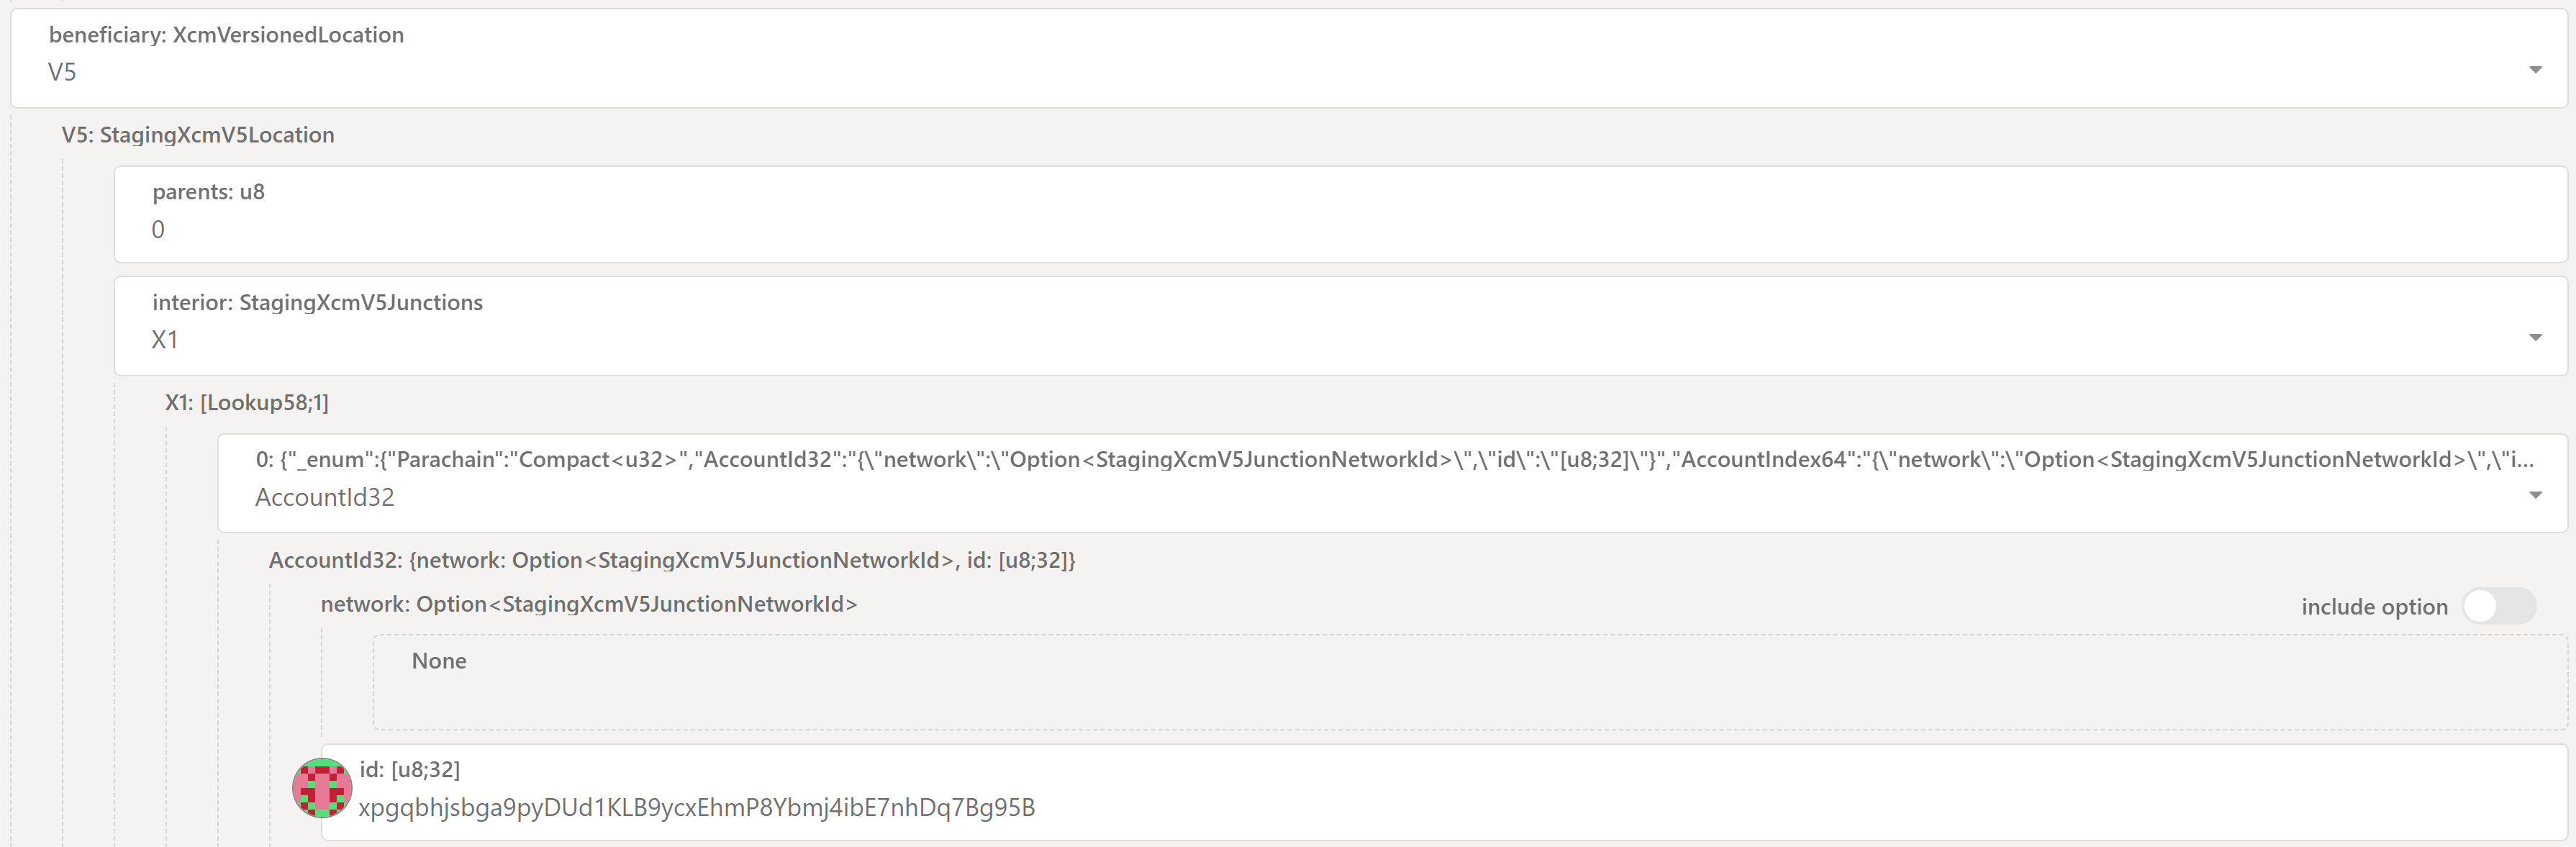 beneficiary: XcmVersionedLocation
V5
V5: StagingXcmV5Location
parents: u8
0
interior: StagingXcmV5Junctions
X1
X1: [Lookup58;1]
0: {"_enum":{"Parachain":"Compact<u32>","AccountId32":"{\"network\":\"Option<StagingXcmV5JunctionNetworkId>\",\"id\":\"[u8;32]\"}","AccountIndex64":"{\"network\":\"Option<StagingXcmV5JunctionNetworkId>\",\"i...
AccountId32
AccountId32: {network: Option<StagingXcmV5JunctionNetworkId>, id: [u8;32]}
network: Option<StagingXcmV5JunctionNetworkId>
include option
None
id: [u8;32]
xpgqbhjsbga9pyDUd1KLB9ycxEhmP8Ybmj4ibE7nhDq7Bg95B